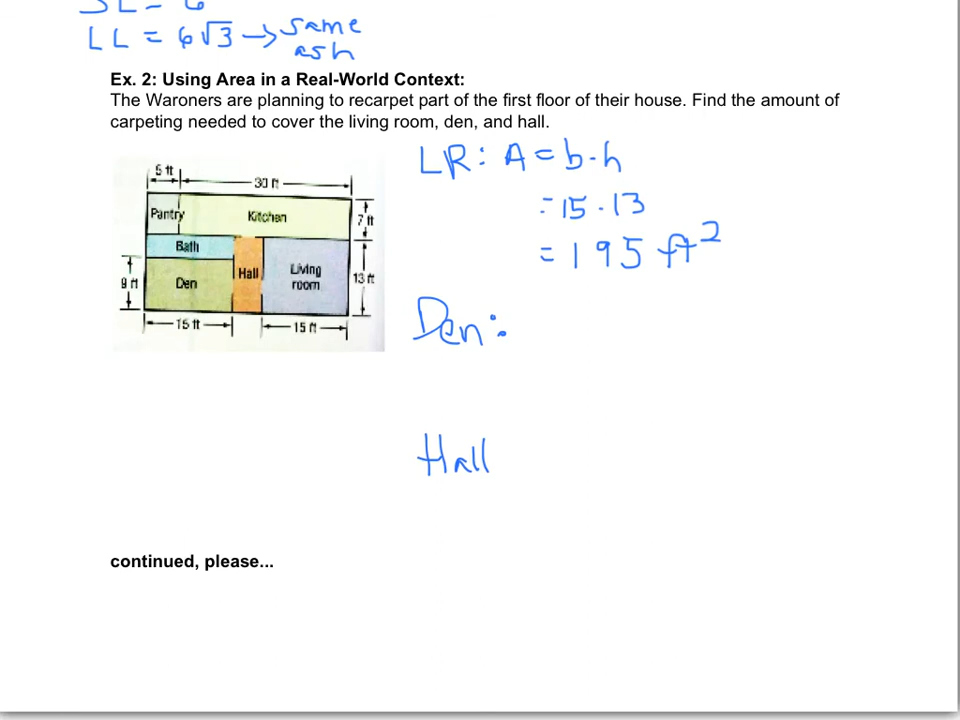 LL = 6√3 → same
ash
Ex. 2: Using Area in a Real-World Context:
The Waroners are planning to recarpet part of the first floor of their house. Find the amount of
carpeting needed to cover the living room, den, and hall.
LR: A = b·h
= 15 · 13
= 195 ft²
5 ft
30 ft
Pantry
Kitchen
7 ft
Bath
Hall
Living
room
13 ft
9 ft
Den
15 ft
15 ft
Den:
Hall
continued, please...